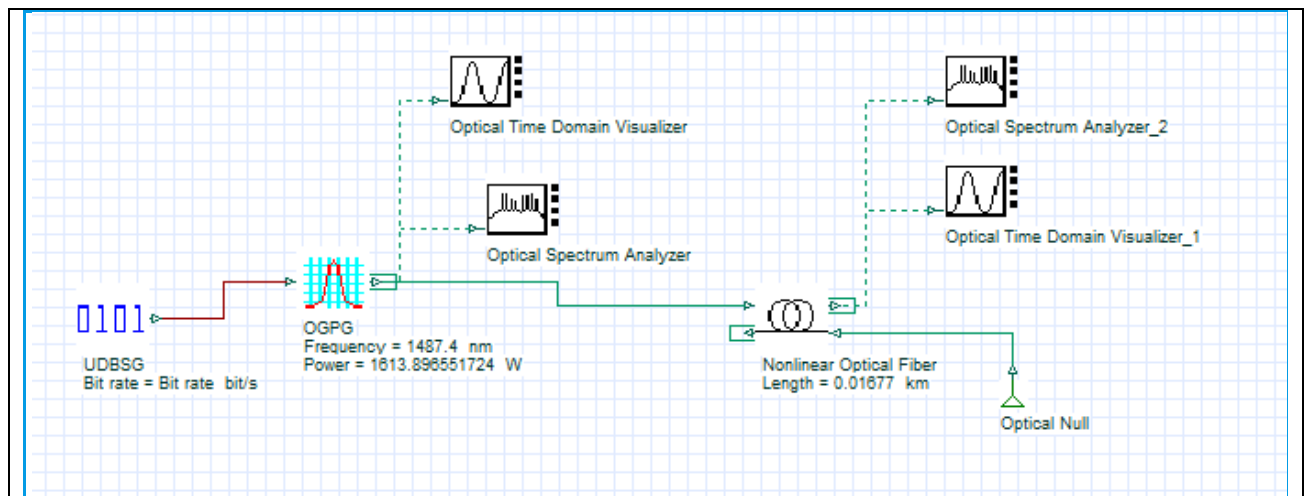 Optical Time Domain Visualizer
Optical Spectrum Analyzer_2
Optical Spectrum Analyzer
Optical Time Domain Visualizer_1
0101
UDBSG
Bit rate = Bit rate bit/s
OGPG
Frequency = 1487.4 nm
Power = 1613.896551724 W
Nonlinear Optical Fiber
Length = 0.01677 km
Optical Null